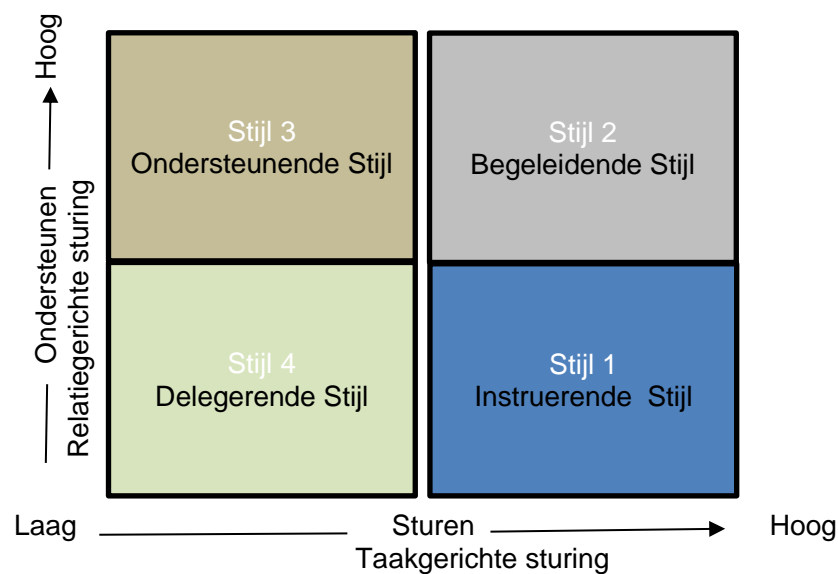 Hoog
Ondersteunen
Relatiegerichte sturing
Stijl 3
Ondersteunende Stijl
Stijl 2
Begeleidende Stijl
Stijl 4
Delegerende Stijl
Stijl 1
Instruerende  Stijl
Laag
Sturen
Hoog
Taakgerichte sturing